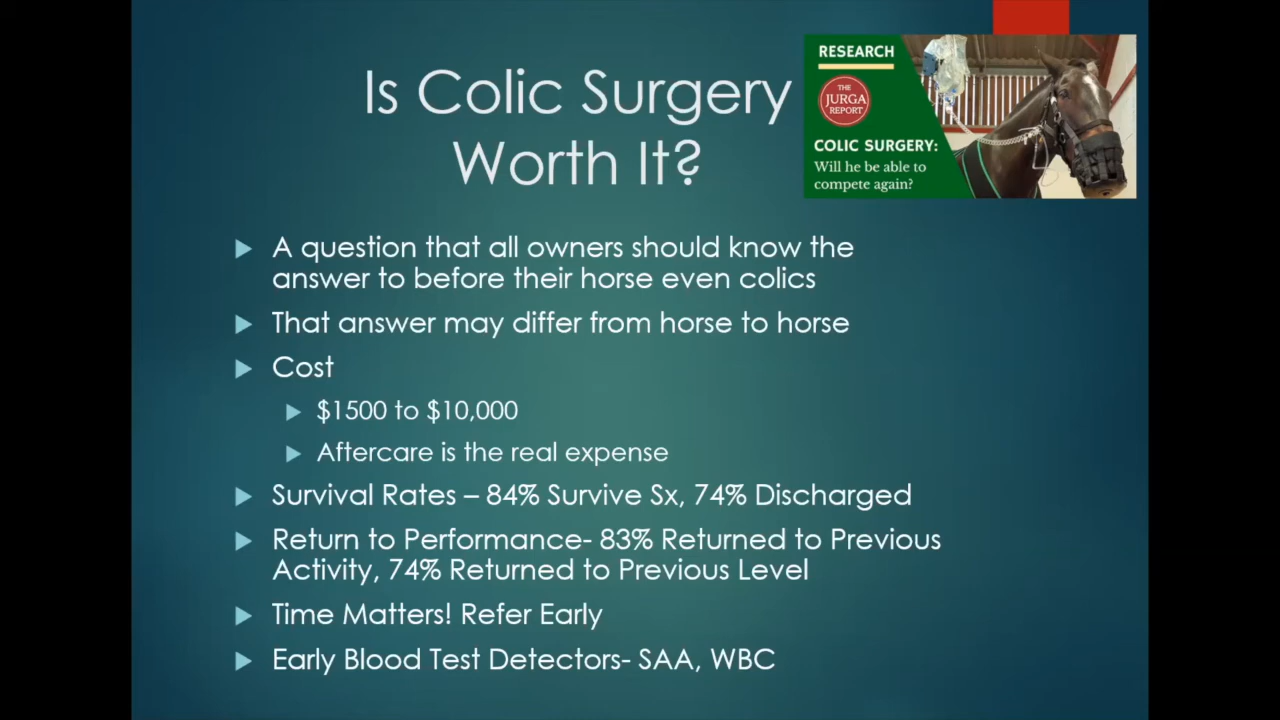 Is Colic Surgery
Worth It?
RESEARCH
THE
JURGA
REPORT
COLIC SURGERY:
Will he be able to
compete again?
A question that all owners should know the
answer to before their horse even colics
That answer may differ from horse to horse
Cost
$1500 to $10,000
Aftercare is the real expense
Survival Rates – 84% Survive Sx, 74% Discharged
Return to Performance- 83% Returned to Previous
Activity, 74% Returned to Previous Level
Time Matters! Refer Early
Early Blood Test Detectors- SAA, WBC